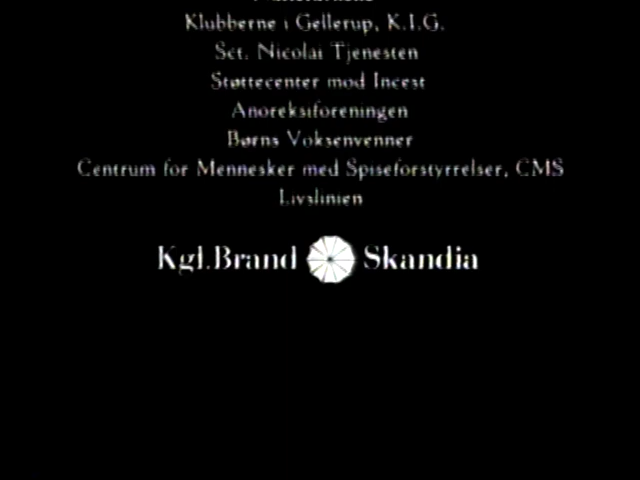 Klubberne i Gellerup, K.I.G.
Sct. Nicolai Tjenesten
Støttecenter mod Incest
Anoreksiforeningen
Børns Voksenvenner
Centrum for Mennesker med Spiseforstyrrelser, CMS
Livslinien
Kgl.Brand Skandia